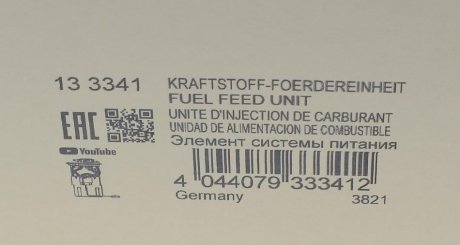 13 3341 KRAFTSTOFF-FOERDEREINHEIT
FUEL FEED UNIT
UNITE D'INJECTION DE CARBURANT
UNIDAD DE ALIMENTACION DE COMBUSTIBLE
Элемент системы питания
EAC
YouTube
4 044079 333412
Germany 3821